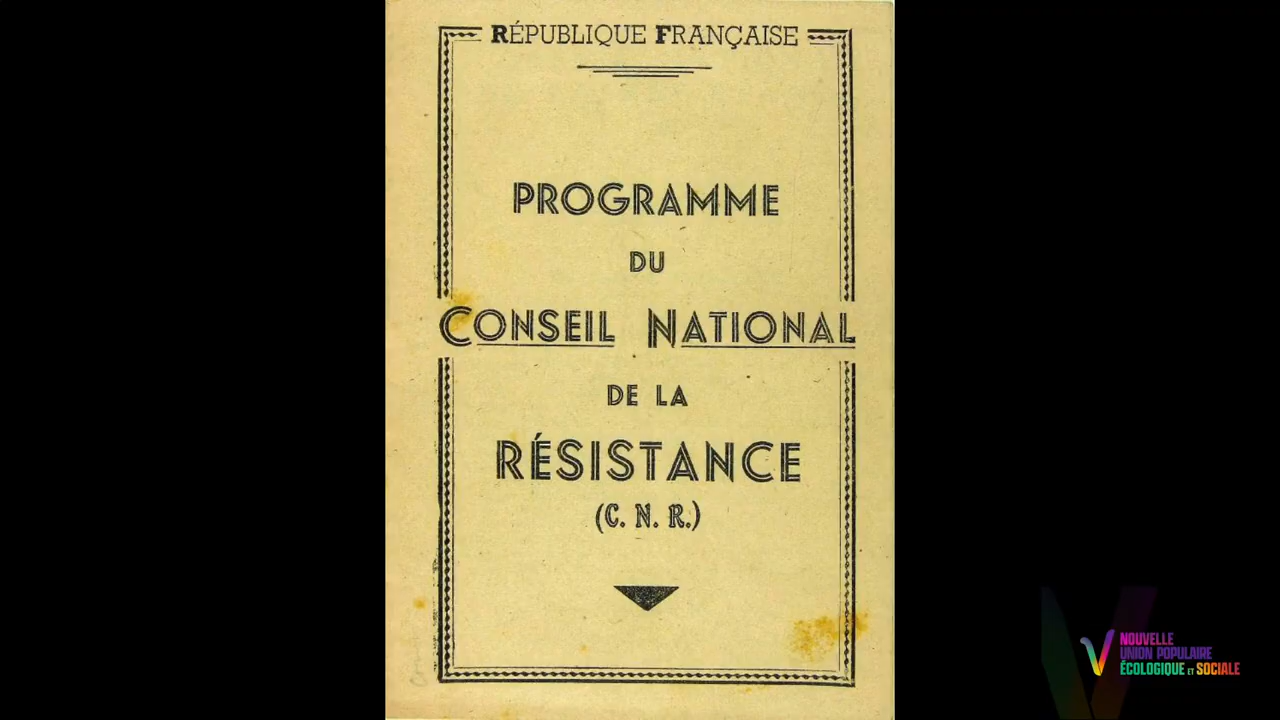 RÉPUBLIQUE FRANÇAISE
PROGRAMME
DU
CONSEIL NATIONAL
DE LA
RÉSISTANCE
(C. N. R.)
NOUVELLE
UNION POPULAIRE
ÉCOLOGIQUE ET SOCIALE